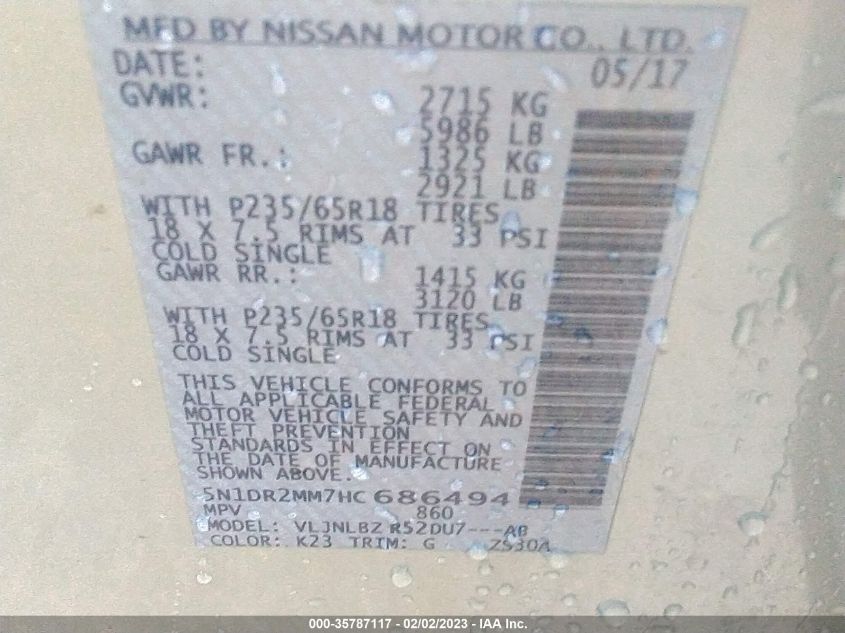 MFD BY NISSAN MOTOR CO., LTD.
DATE: 05/17
GVWR: 2715 KG
5986 LB
GAWR FR.: 1325 KG
2921 LB
WITH P235/65R18 TIRES
18 X 7.5 RIMS AT 33 PSI
COLD SINGLE
GAWR RR.: 1415 KG
3120 LB
WITH P235/65R18 TIRES
18 X 7.5 RIMS AT 33 PSI
COLD SINGLE
THIS VEHICLE CONFORMS TO
ALL APPLICABLE FEDERAL
MOTOR VEHICLE SAFETY AND
THEFT PREVENTION
STANDARDS IN EFFECT ON
THE DATE OF MANUFACTURE
SHOWN ABOVE.
5N1DR2MM7HC686494
MPV 860
MODEL: VLJNLBZ R52DU7---AB
COLOR: K23 TRIM: G ZS30A
000-35787117 - 02/02/2023 - VIAA Inc.